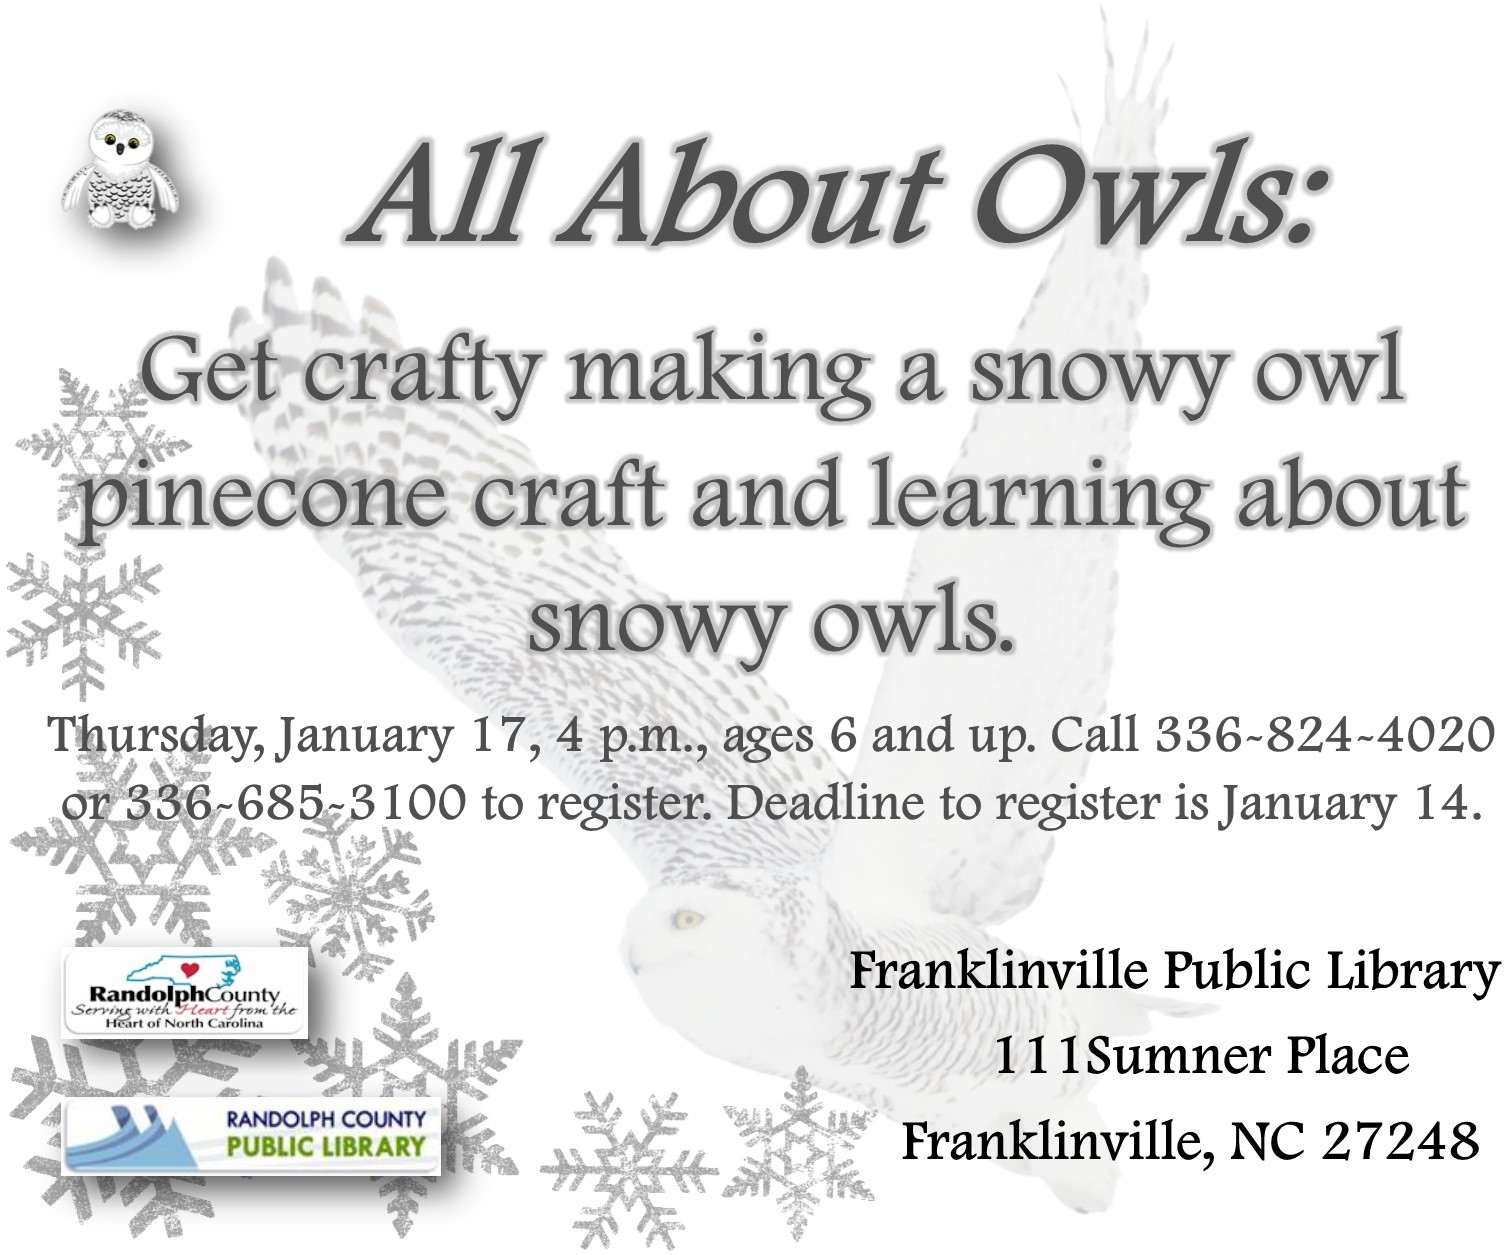 All About Owls:
Get crafty making a snowy owl
pinecone craft and learning about
snowy owls.
Thursday, January 17, 4 p.m., ages 6 and up. Call 336~824~4020
or 336~685~3100 to register. Deadline to register is January 14.
RandolphCounty
Serving with Heart from the
Heart of North Carolina
RANDOLPH COUNTY
PUBLIC LIBRARY
Franklinville Public Library
111Sumner Place
Franklinville, NC 27248